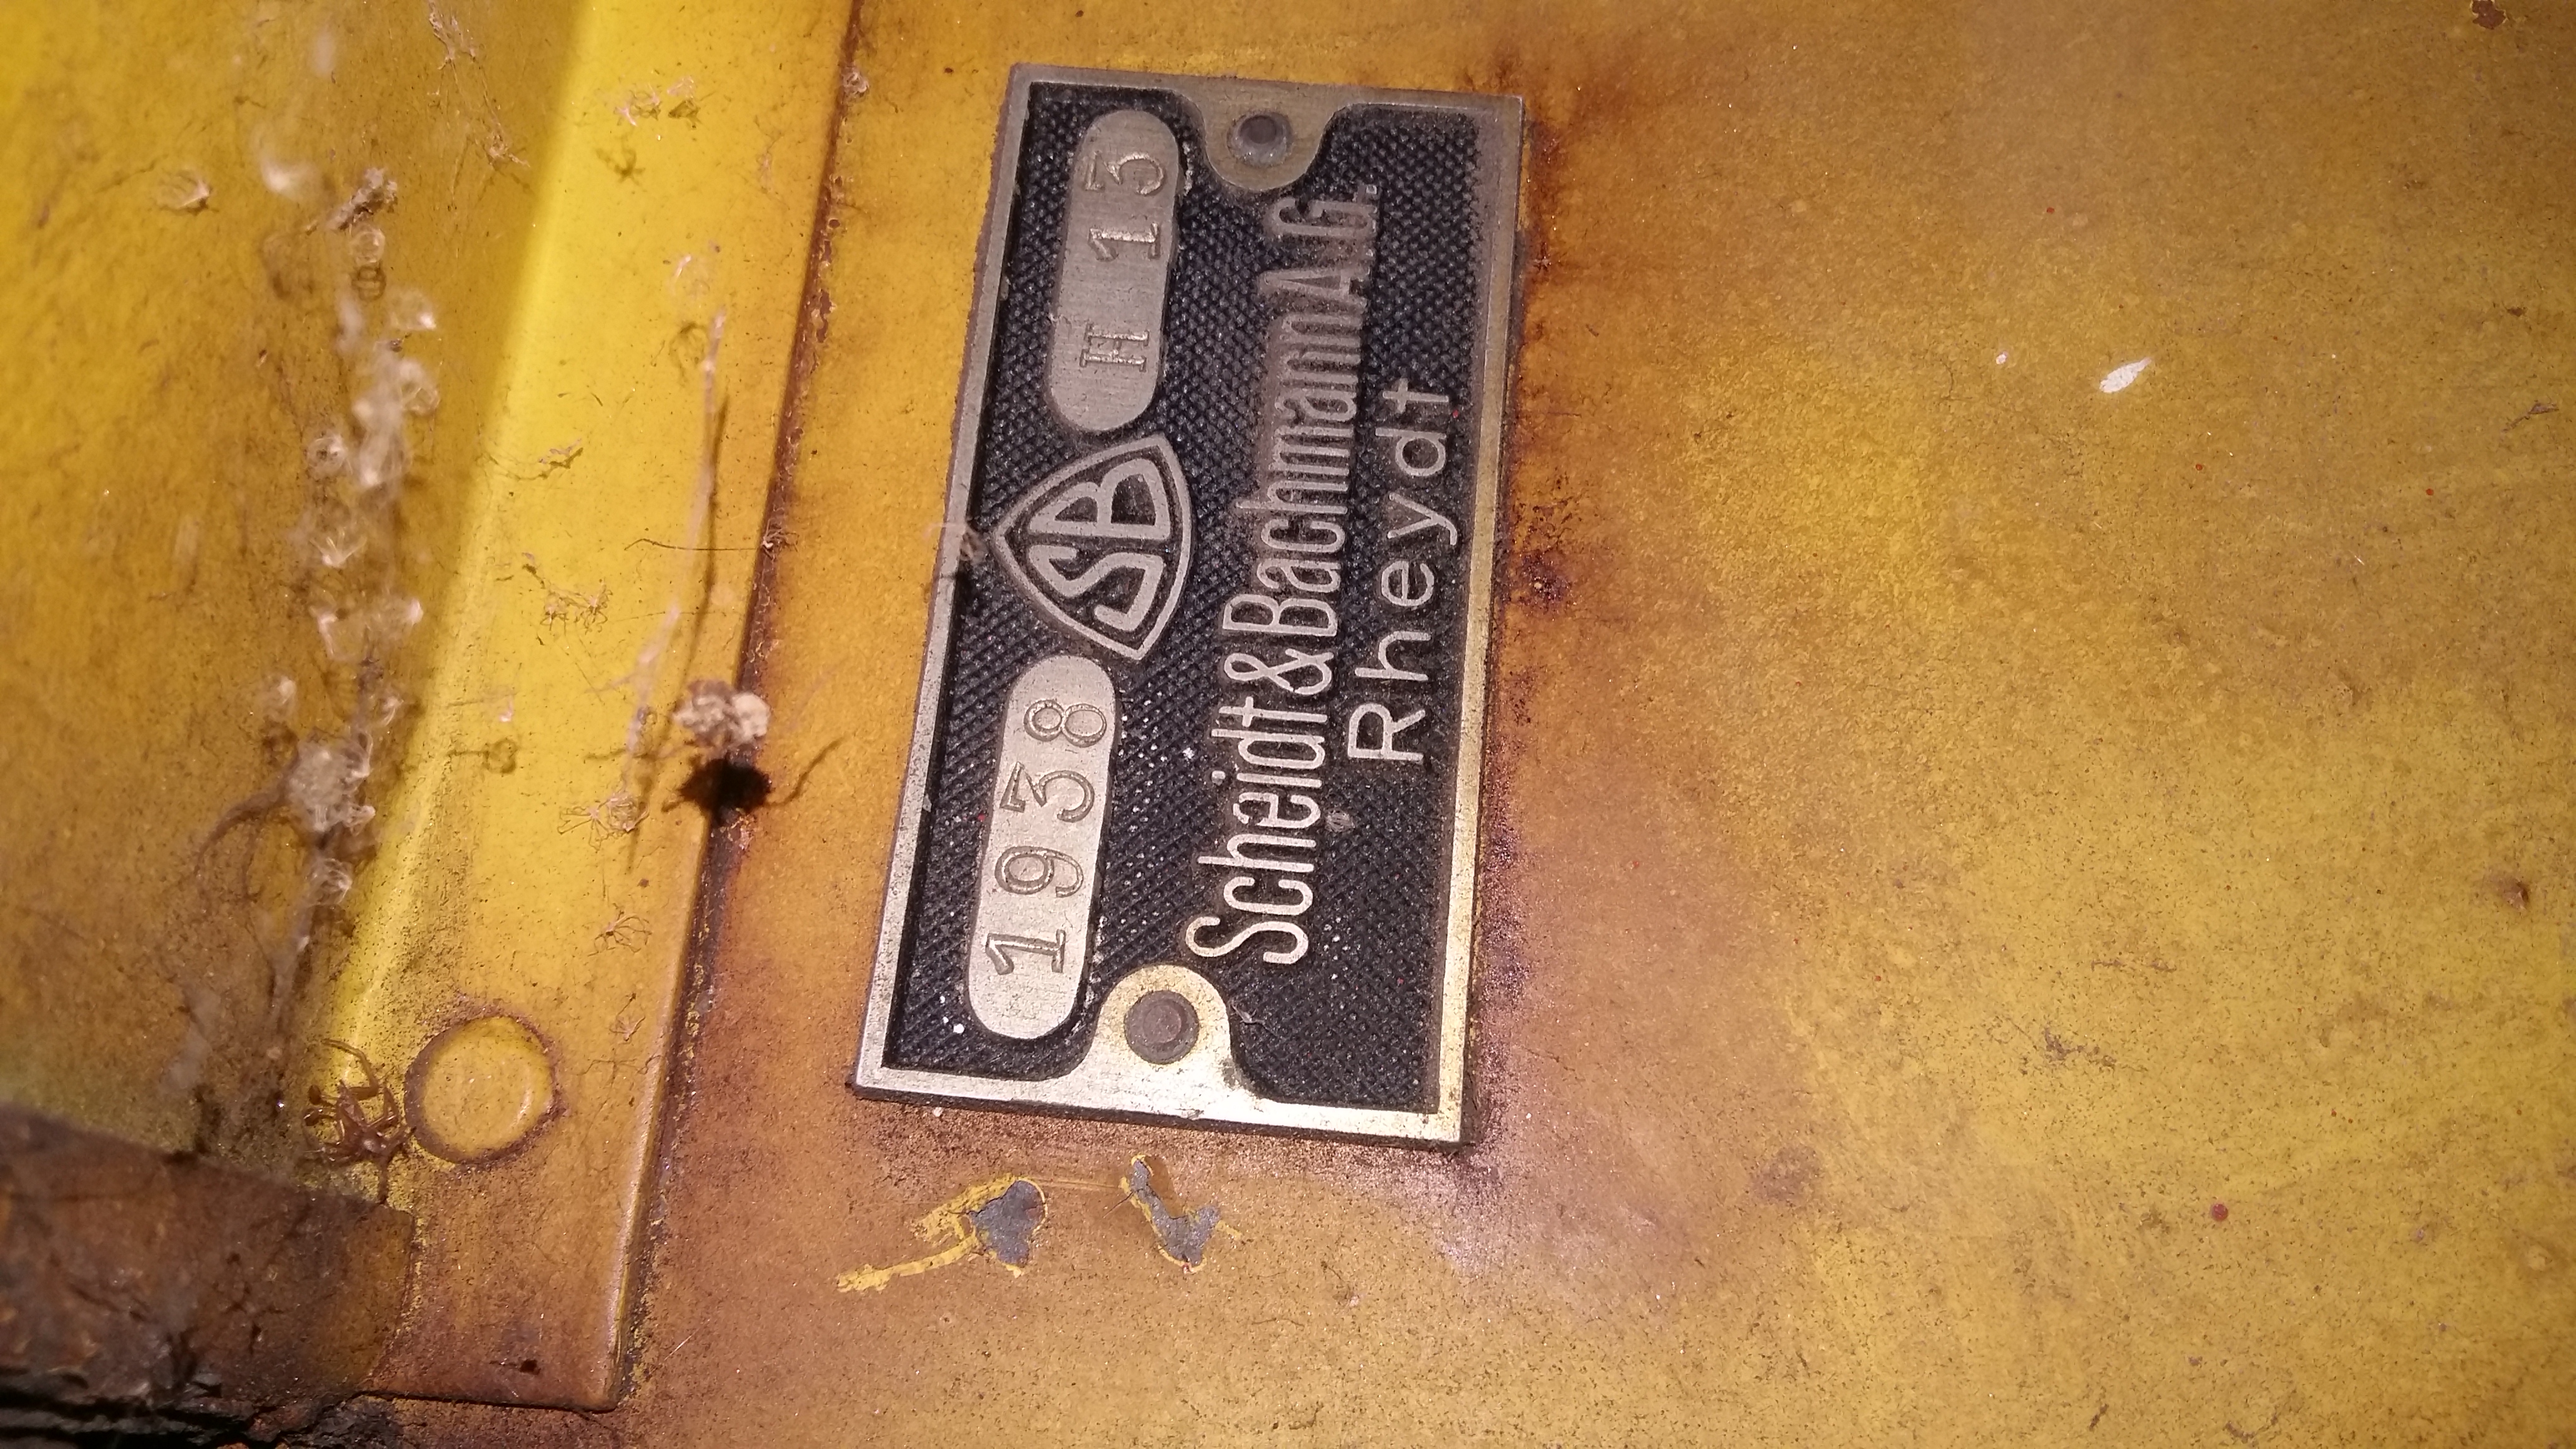 1938 SB H 13
Scheidt & Bachmann A.G.
Rheydt